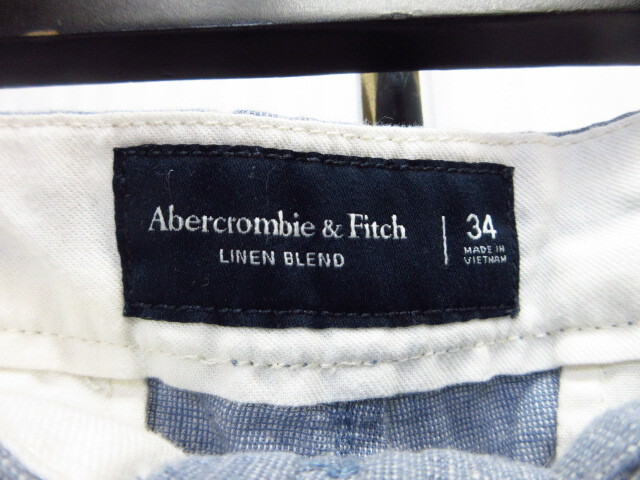 Abercrombie & Fitch
LINEN BLEND
34
MADE IN
VIETNAM